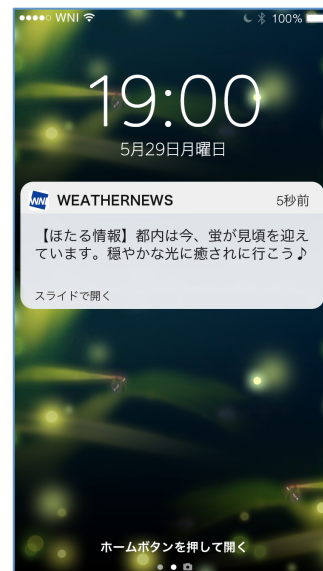 WNI 100%
19:00
5月29日月曜日
WNI WEATHERNEWS 5秒前
【ほたる情報】都内は今、蛍が見頃を迎え
ています。穏やかな光に癒されに行こう♪
スライドで開く
ホームボタンを押して開く